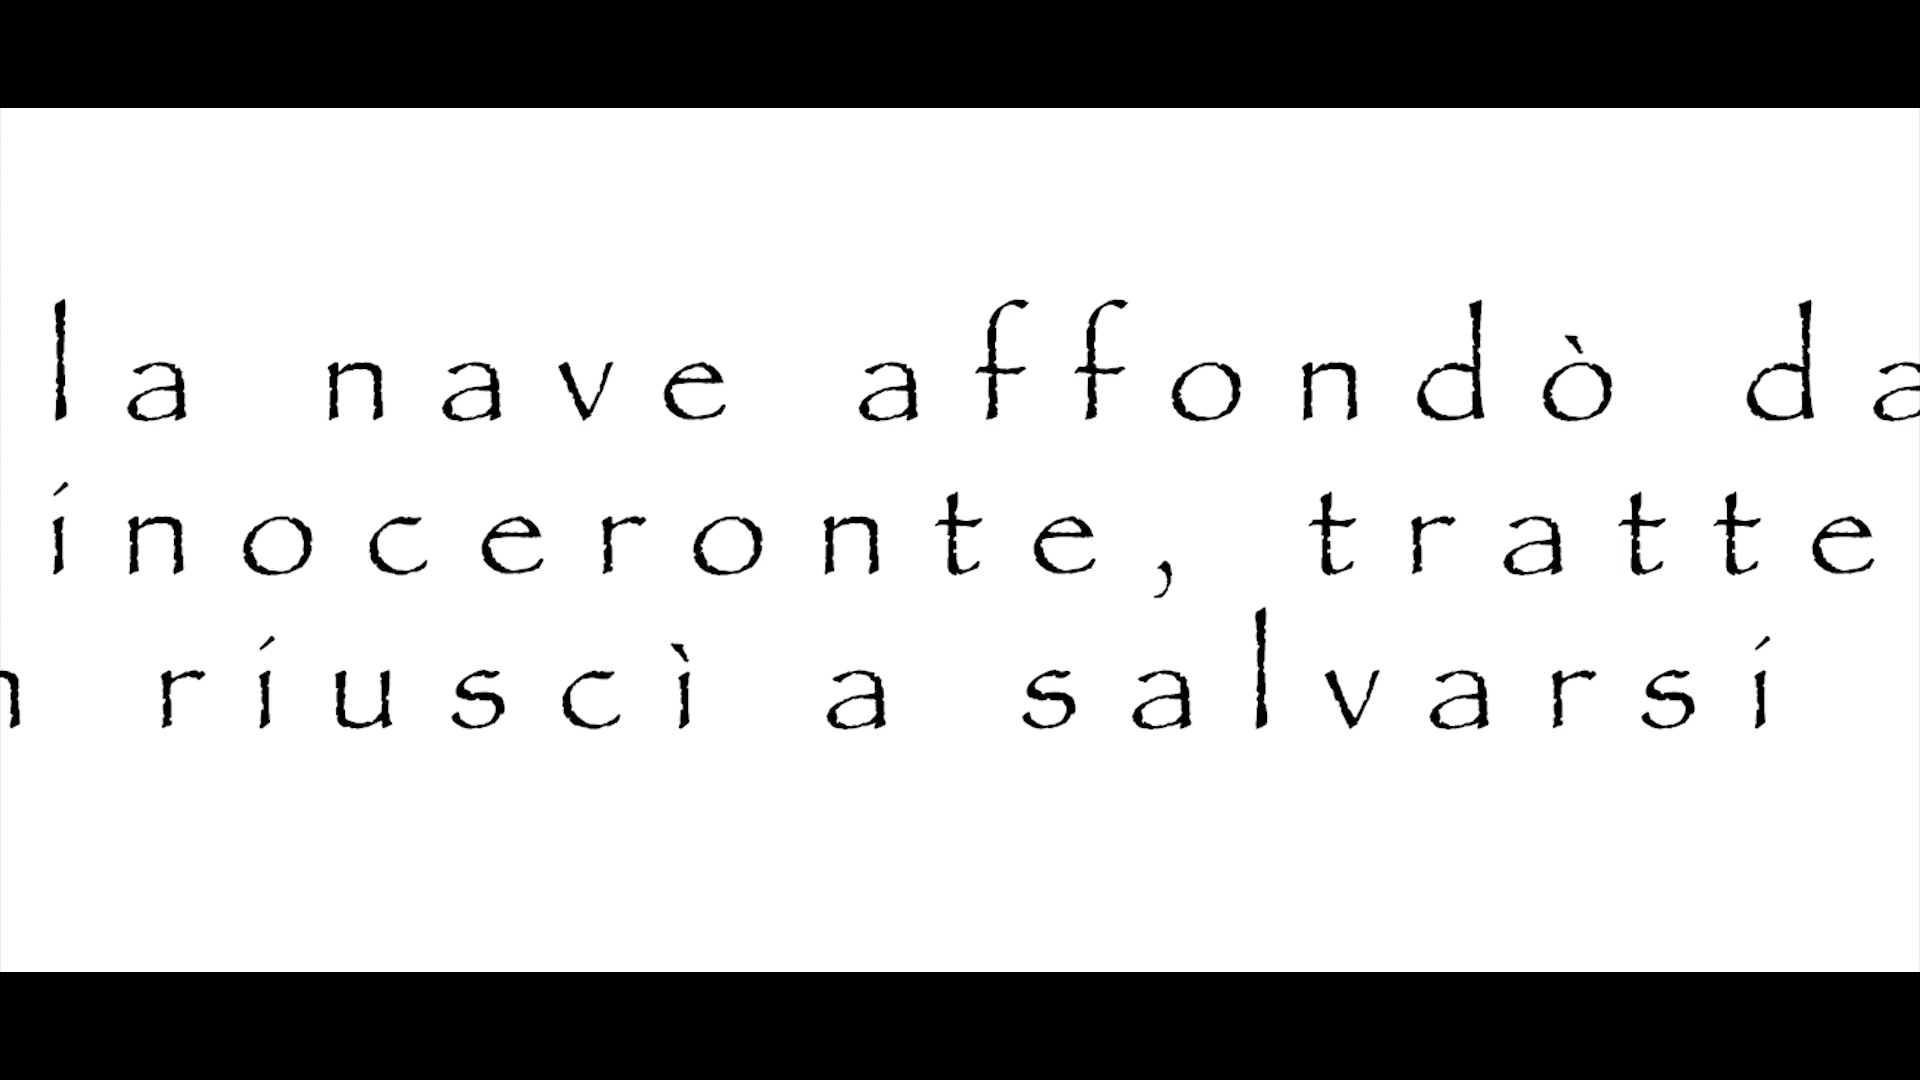 la nave affondò da
inoceronte, tratte
n riuscì a salvarsi